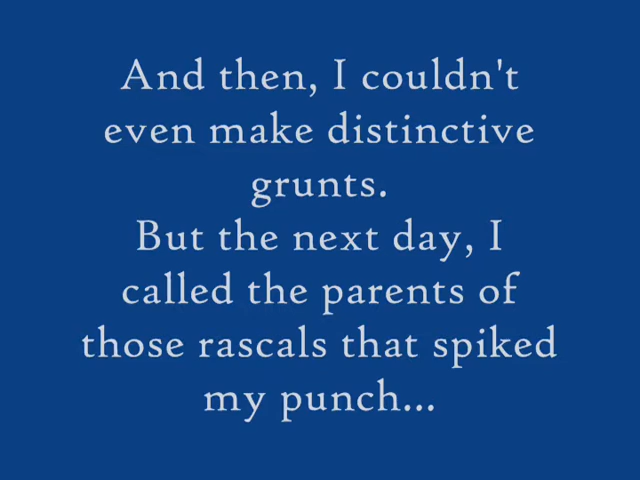 And then, I couldn't
even make distinctive
grunts.
But the next day, I
called the parents of
those rascals that spiked
my punch...